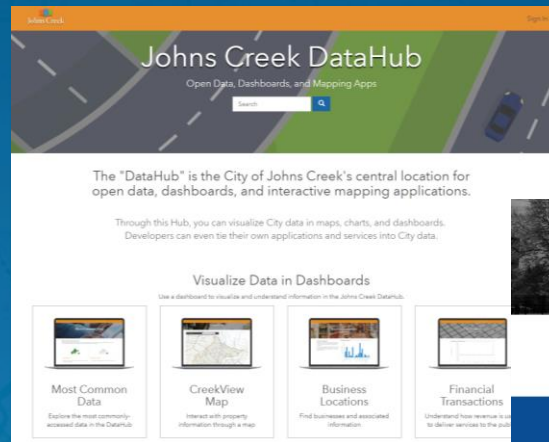 Johns Creek
Sign In
Johns Creek DataHub
Open Data, Dashboards, and Mapping Apps
Search
The "DataHub" is the City of Johns Creek's central location for
open data, dashboards, and interactive mapping applications.
Through this Hub, you can visualize City data in maps, charts, and dashboards.
Developers can even tie their own applications and services into City data.
Visualize Data in Dashboards
Use a dashboard to visualize and understand information in the Johns Creek DataHub.
Most Common
Data
Explore the most commonly-
accessed data in the DataHub
CreekView
Map
Interact with property
information through a map
Business
Locations
Find businesses and associated
information
Financial
Transactions
Understand how revenue is
to deliver services to the